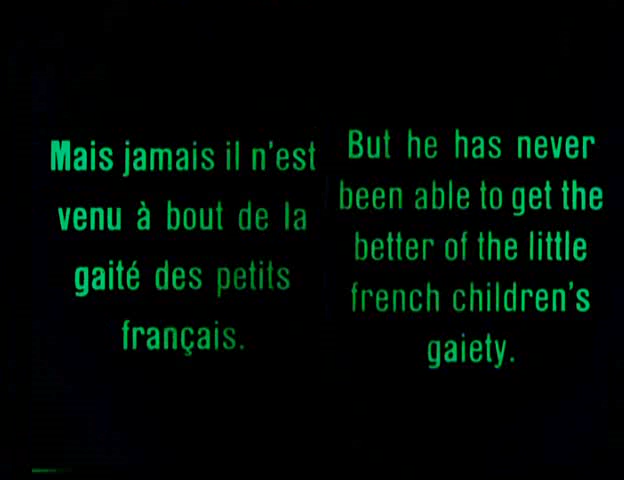 Mais jamais il n'est
venu à bout de la
gaité des petits
français.
But he has never
been able to get the
better of the little
french children's
gaiety.